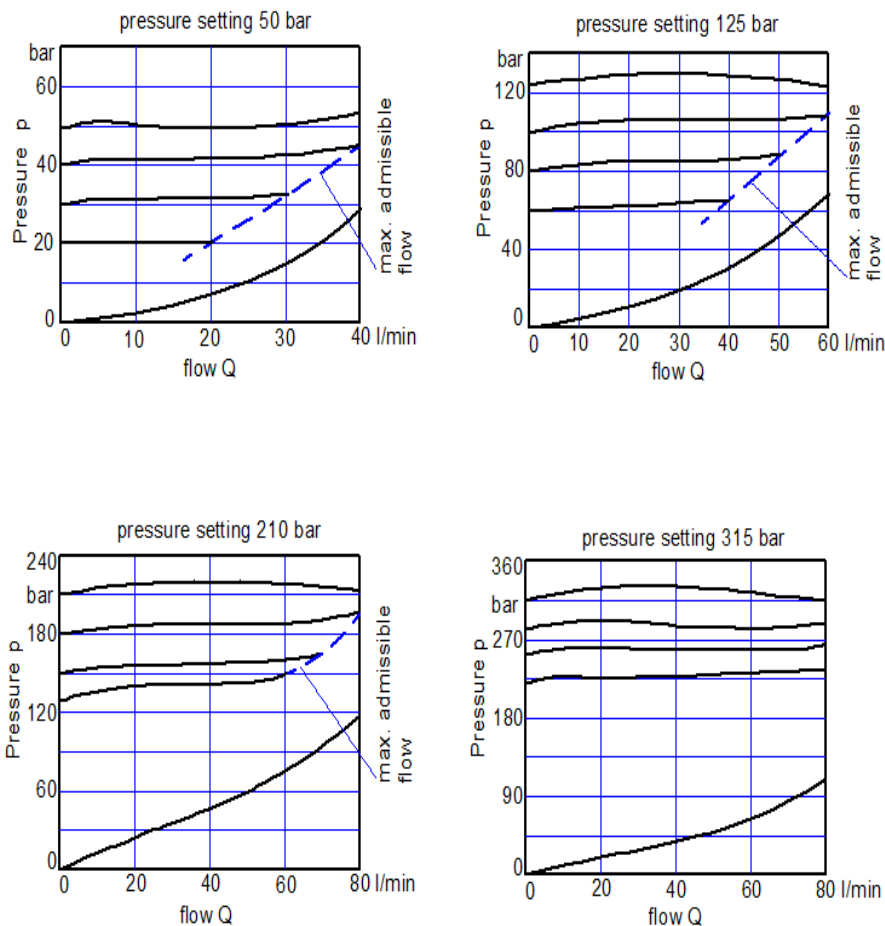 pressure setting 50 bar
bar
60
40
20
0
Pressure p
0 10 20 30 40 l/min
flow Q
max. admissible
flow
pressure setting 125 bar
bar
120
80
40
0
Pressure p
0 10 20 30 40 50 60 l/min
flow Q
max. admissible
flow
pressure setting 210 bar
240
bar
180
120
60
0
Pressure p
0 20 40 60 80 l/min
flow Q
max. admissible
flow
pressure setting 315 bar
360
bar
270
180
90
0
Pressure p
0 20 40 60 80 l/min
flow Q